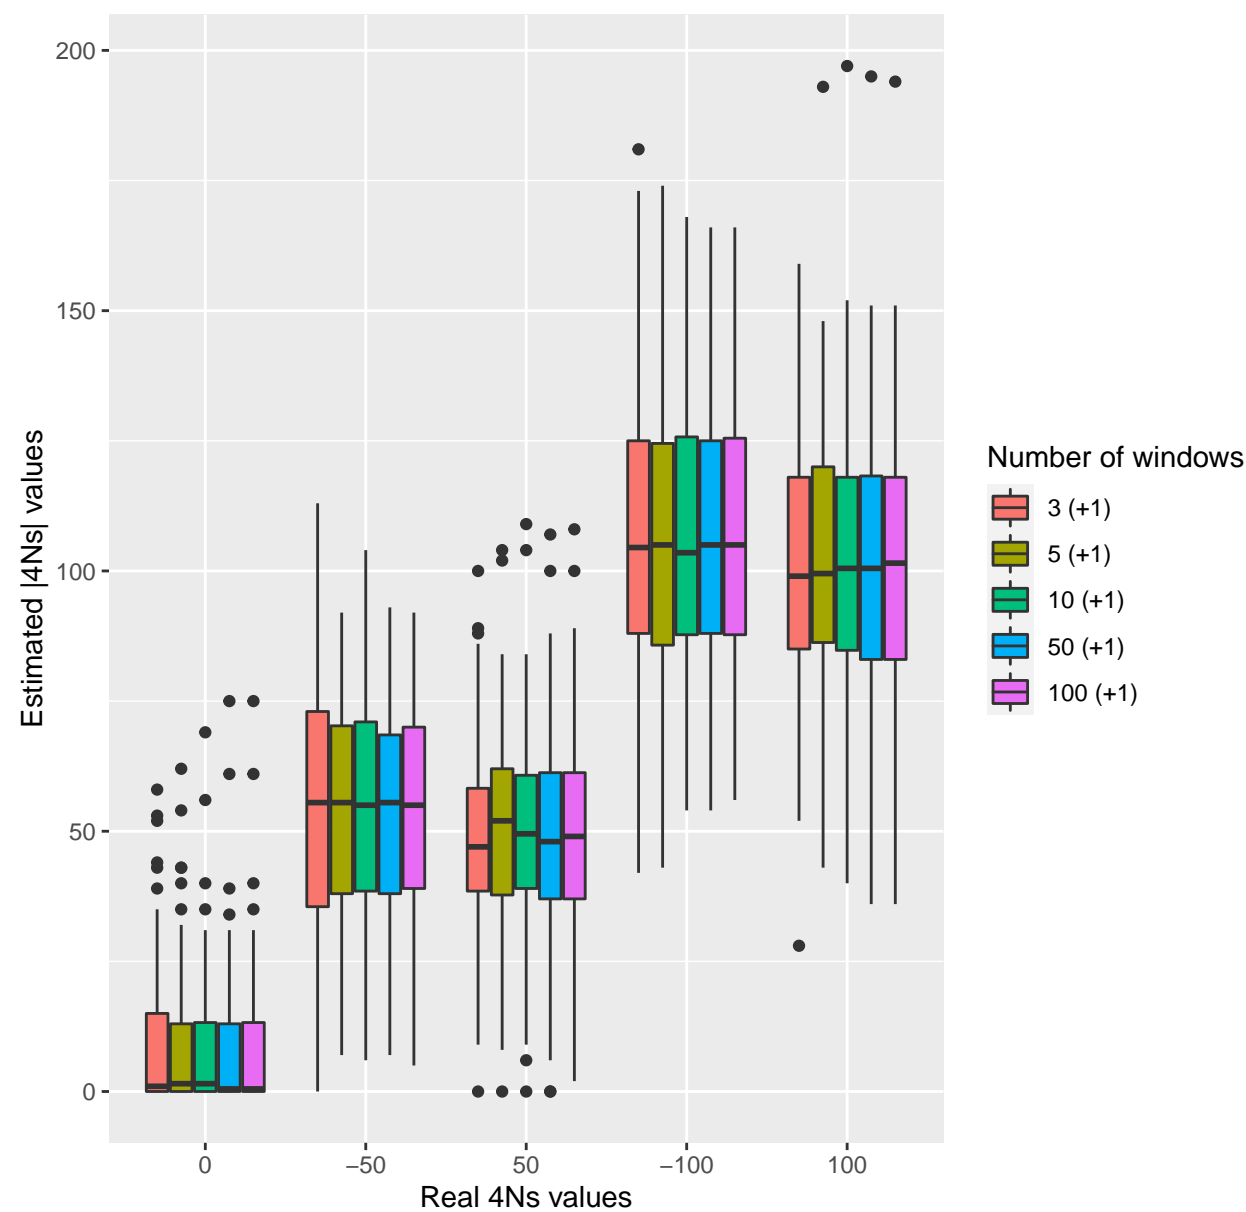 200
150
100
50
0
Estimated |4Ns| values
0 −50 50 −100 100
Real 4Ns values
Number of windows
3 (+1)
5 (+1)
10 (+1)
50 (+1)
100 (+1)